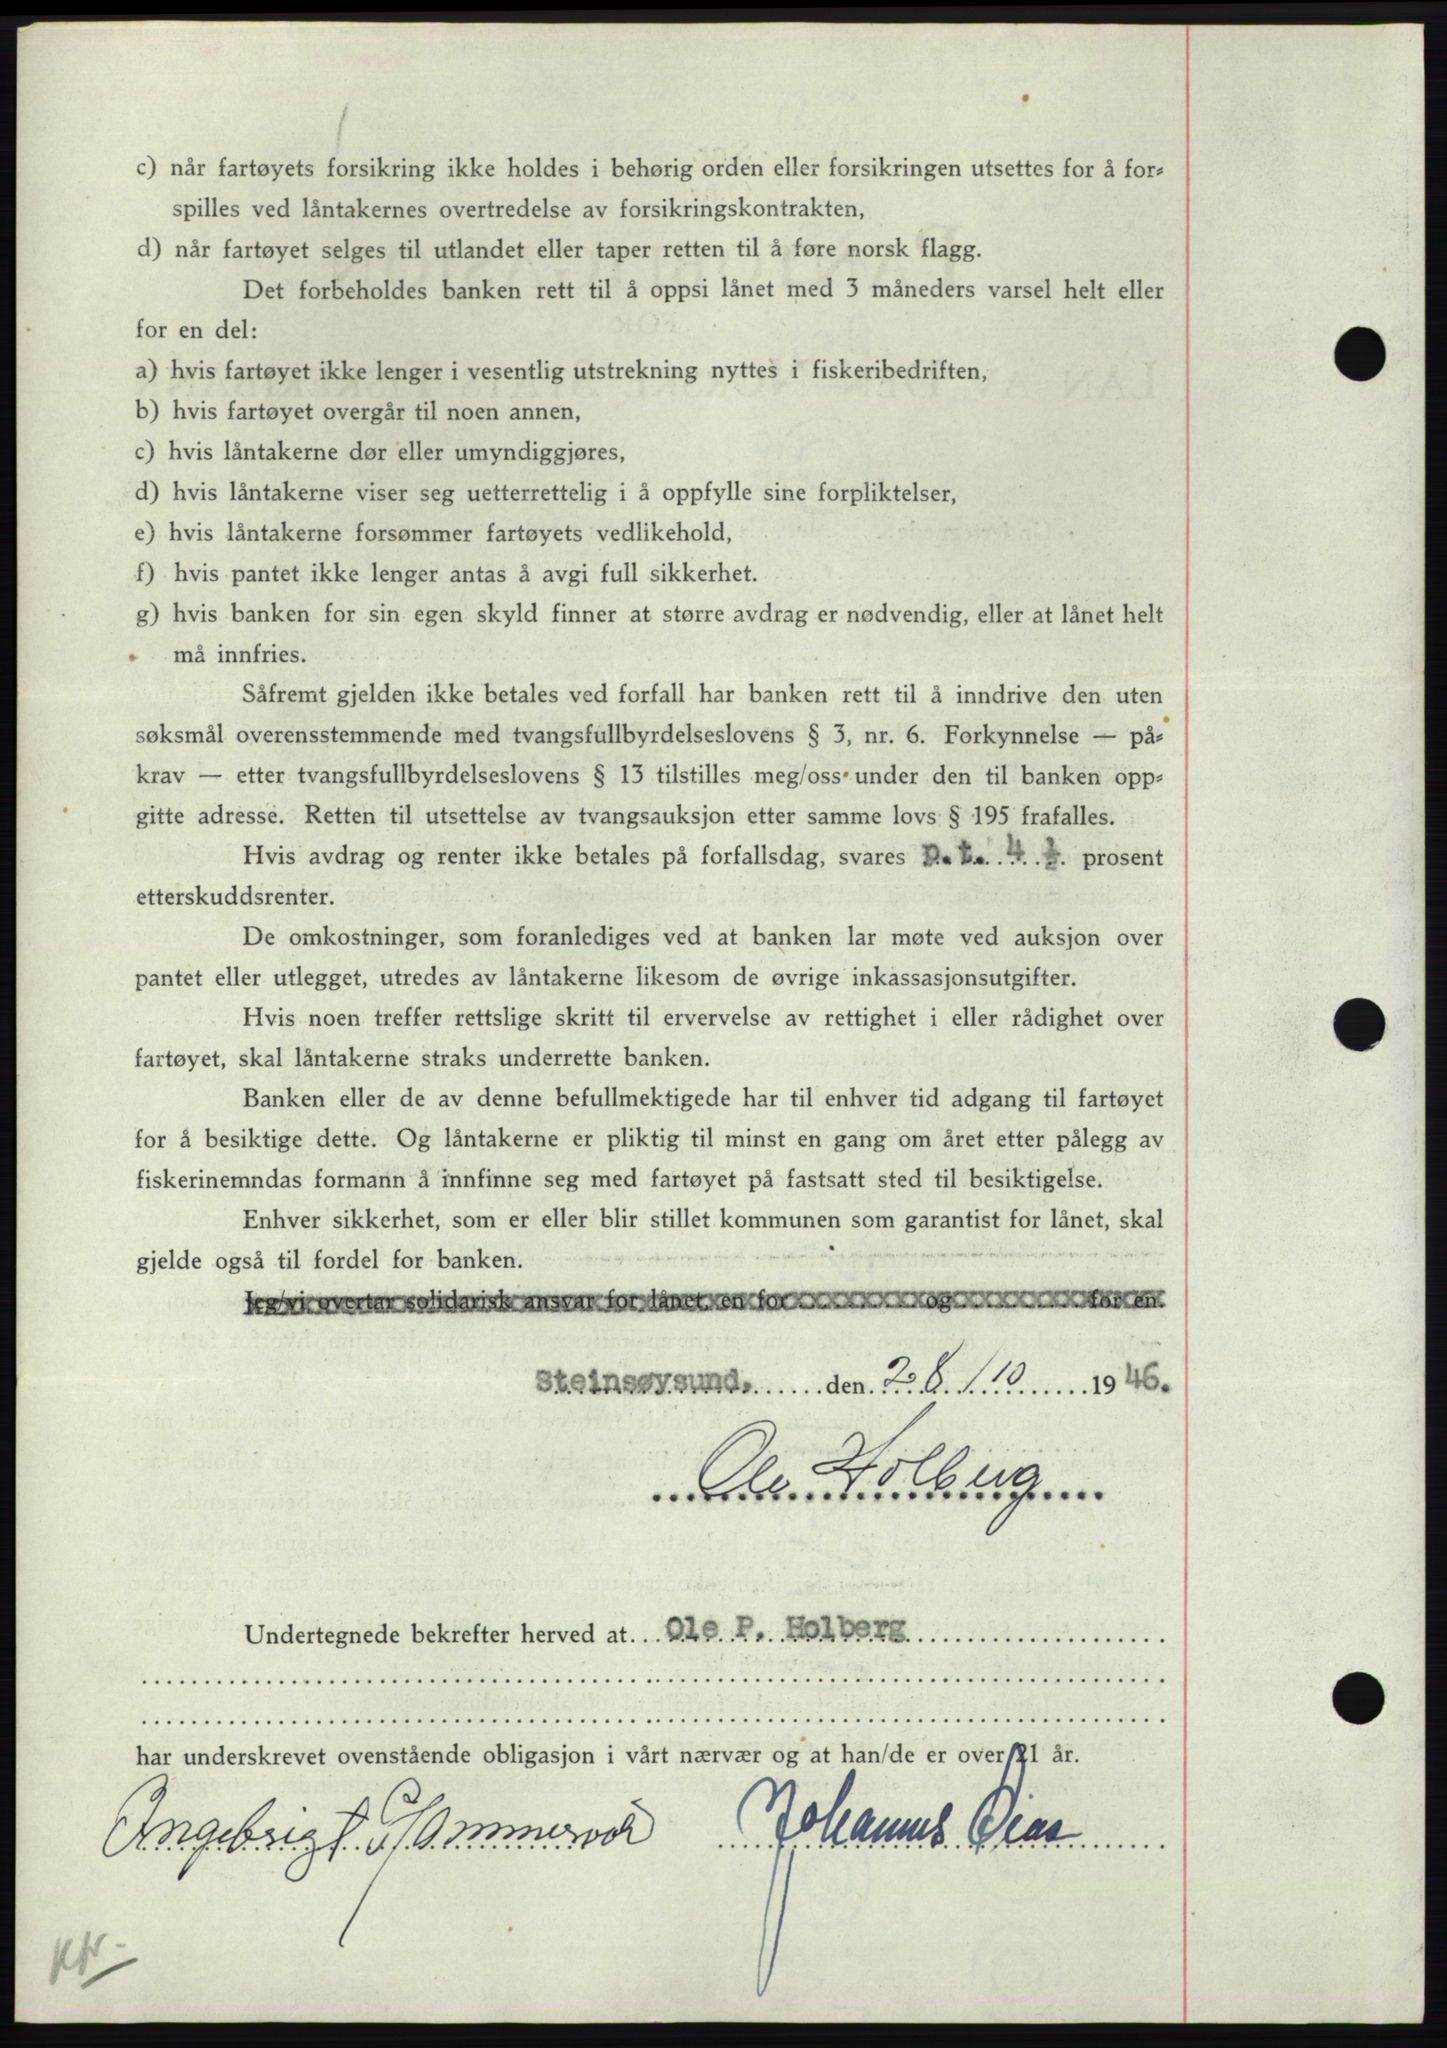 c) når fartøyets forsikring ikke holdes i behørig orden eller forsikringen utsettes for å for-
spilles ved låntakernes overtredelse av forsikringskontrakten,
d) når fartøyet selges til utlandet eller taper retten til å føre norsk flagg.
Det forbeholdes banken rett til å oppsi lånet med 3 måneders varsel helt eller
for en del:
a) hvis fartøyet ikke lenger i vesentlig utstrekning nyttes i fiskeribedriften,
b) hvis fartøyet overgår til noen annen,
c) hvis låntakerne dør eller umyndiggjøres,
d) hvis låntakerne viser seg uetterrettelig i å oppfylle sine forpliktelser,
e) hvis låntakerne forsømmer fartøyets vedlikehold,
f) hvis pantet ikke lenger antas å avgi full sikkerhet.
g) hvis banken for sin egen skyld finner at større avdrag er nødvendig, eller at lånet helt
må innfries.
Såfremt gjelden ikke betales ved forfall har banken rett til å inndrive den uten
søksmål overensstemmende med tvangsfullbyrdelseslovens § 3, nr. 6. Forkynnelse — på-
krav — etter tvangsfullbyrdelseslovens § 13 tilstilles meg/oss under den til banken opp-
gitte adresse. Retten til utsettelse av tvangsauksjon etter samme lovs § 195 frafalles.
Hvis avdrag og renter ikke betales på forfallsdag, svares p. t. 4 ½ prosent
etterskuddsrenter.
De omkostninger, som foranlediges ved at banken lar møte ved auksjon over
pantet eller utlegget, utredes av låntakerne likesom de øvrige inkassasjonsutgifter.
Hvis noen treffer rettslige skritt til ervervelse av rettighet i eller rådighet over
fartøyet, skal låntakerne straks underrette banken.
Banken eller de av denne befullmektigede har til enhver tid adgang til fartøyet
for å besiktige dette. Og låntakerne er pliktig til minst en gang om året etter pålegg av
fiskerinemndas formann å innfinne seg med fartøyet på fastsatt sted til besiktigelse.
Enhver sikkerhet, som er eller blir stillet kommunen som garantist for lånet, skal
gjelde også til fordel for banken.
Jeg/vi overtar solidarisk ansvar for lånet, en for og for en.
Steinsøysund, den 28/10 1946.
Ole Holberg
Undertegnede bekrefter herved at Ole P. Holberg
har underskrevet ovenstående obligasjon i vårt nærvær og at han/de er over 21 år.
Angebrigt Johannes